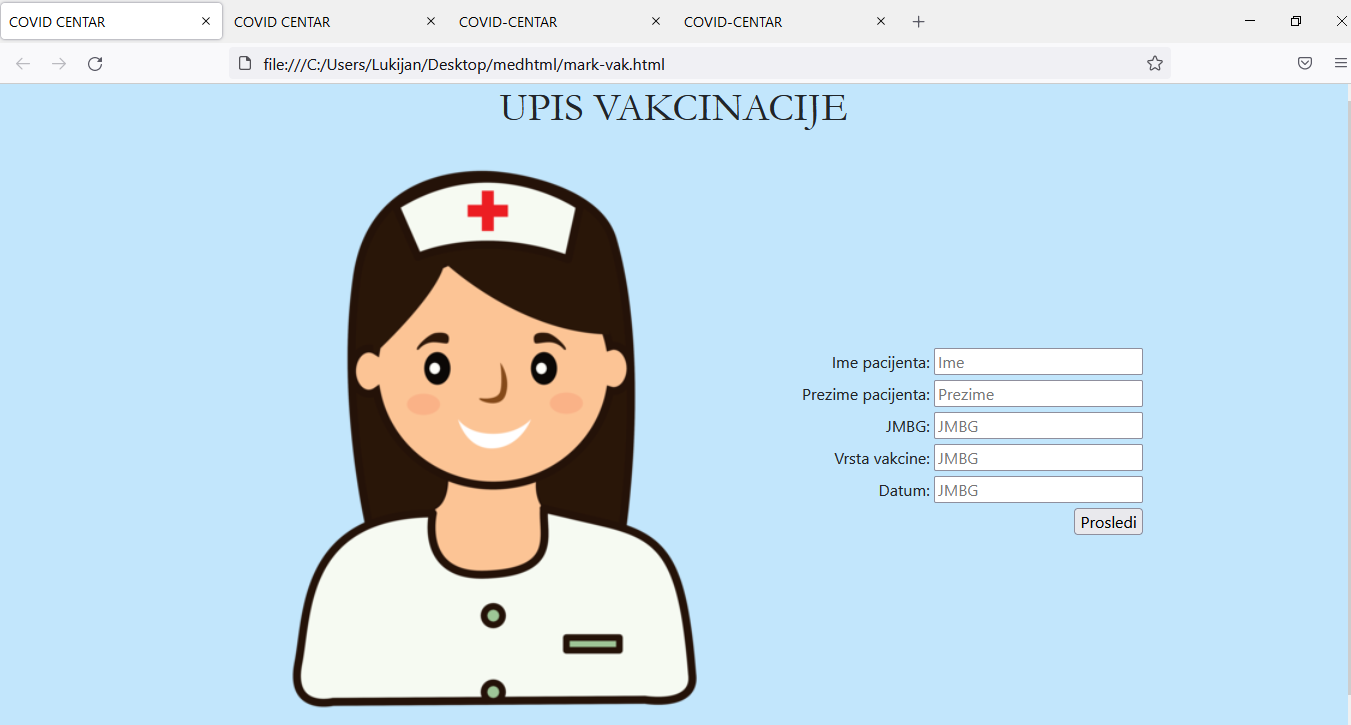 COVID CENTAR COVID CENTAR COVID-CENTAR COVID-CENTAR
file:///C:/Users/Lukijan/Desktop/medhtml/mark-vak.html
UPIS VAKCINACIJE
Ime pacijenta: Ime
Prezime pacijenta: Prezime
JMBG: JMBG
Vrsta vakcine: JMBG
Datum: JMBG
Prosledi